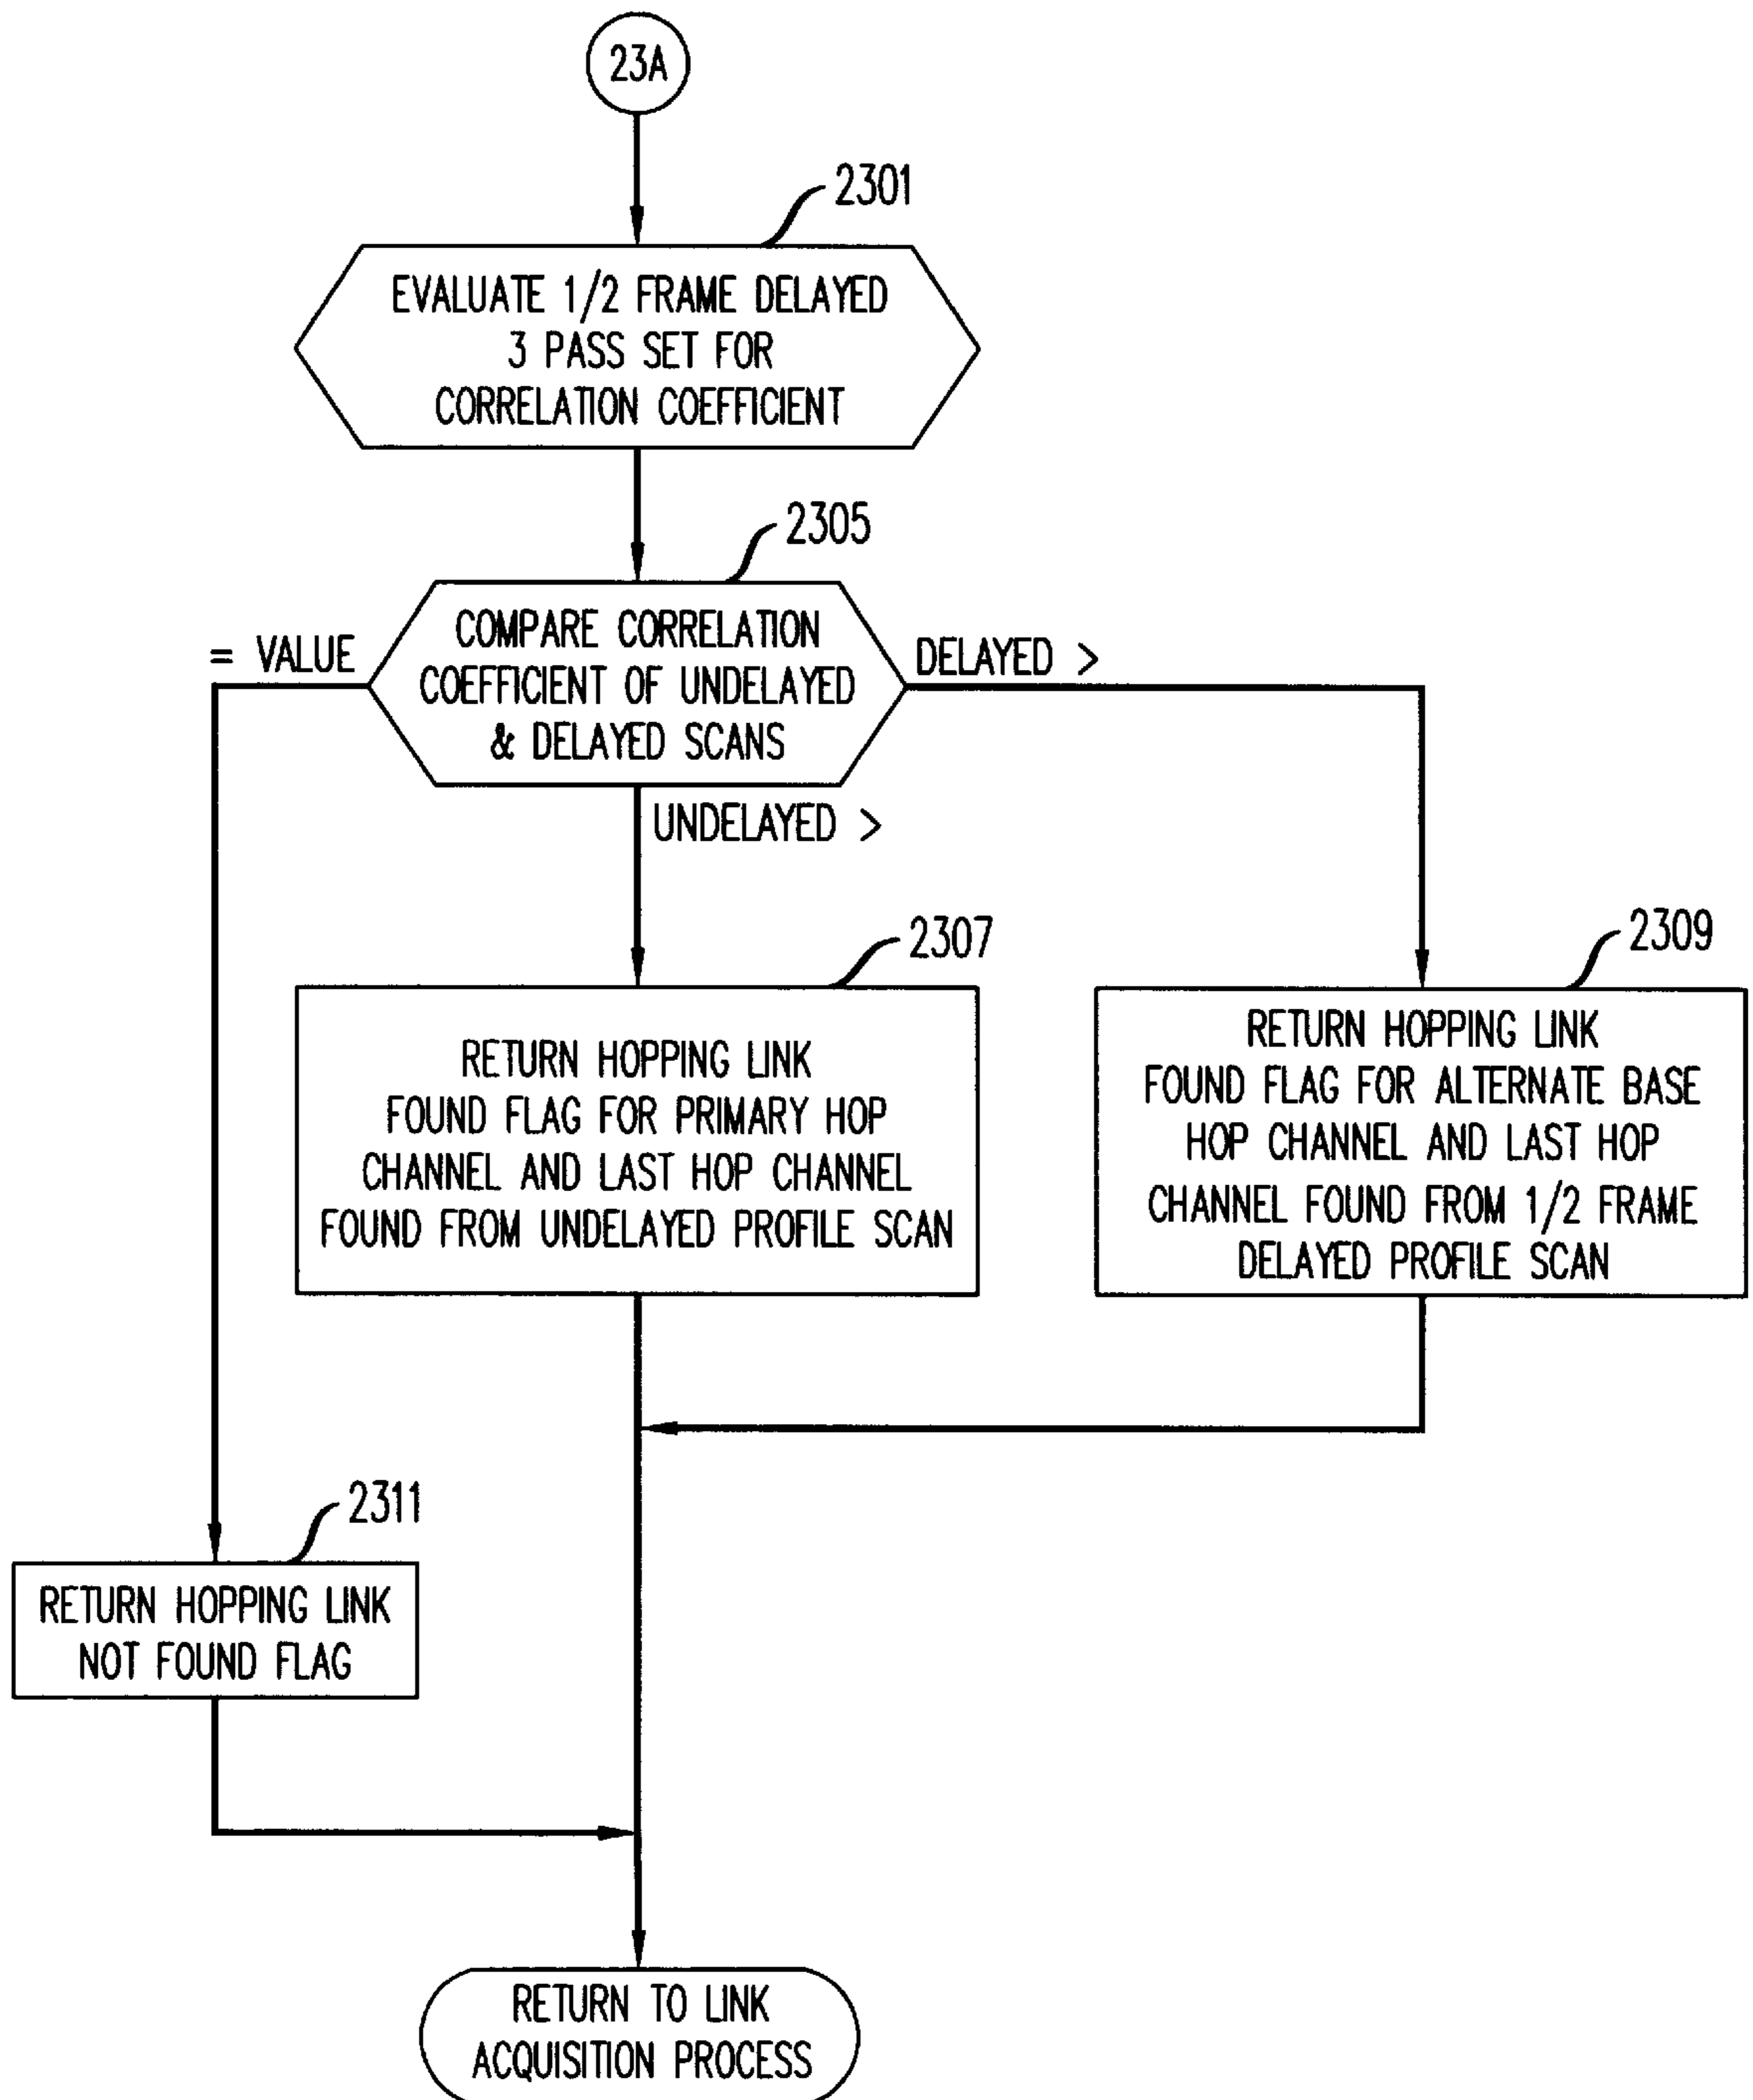 23A
2301
EVALUATE 1/2 FRAME DELAYED
3 PASS SET FOR
CORRELATION COEFFICIENT
2305
COMPARE CORRELATION
COEFFICIENT OF UNDELAYED
& DELAYED SCANS
= VALUE
DELAYED >
UNDELAYED >
2307
RETURN HOPPING LINK
FOUND FLAG FOR PRIMARY HOP
CHANNEL AND LAST HOP CHANNEL
FOUND FROM UNDELAYED PROFILE SCAN
2309
RETURN HOPPING LINK
FOUND FLAG FOR ALTERNATE BASE
HOP CHANNEL AND LAST HOP
CHANNEL FOUND FROM 1/2 FRAME
DELAYED PROFILE SCAN
2311
RETURN HOPPING LINK
NOT FOUND FLAG
RETURN TO LINK
ACQUISITION PROCESS